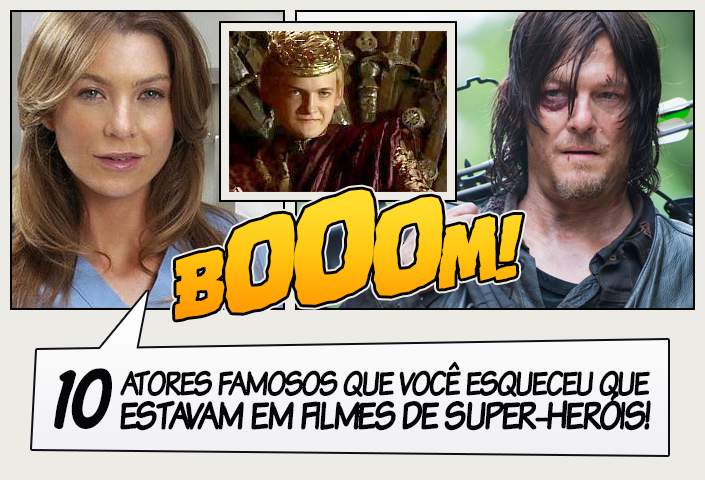 BOOOM!
10 ATORES FAMOSOS QUE VOCÊ ESQUECEU QUE
ESTAVAM EM FILMES DE SUPER-HERÓIS!